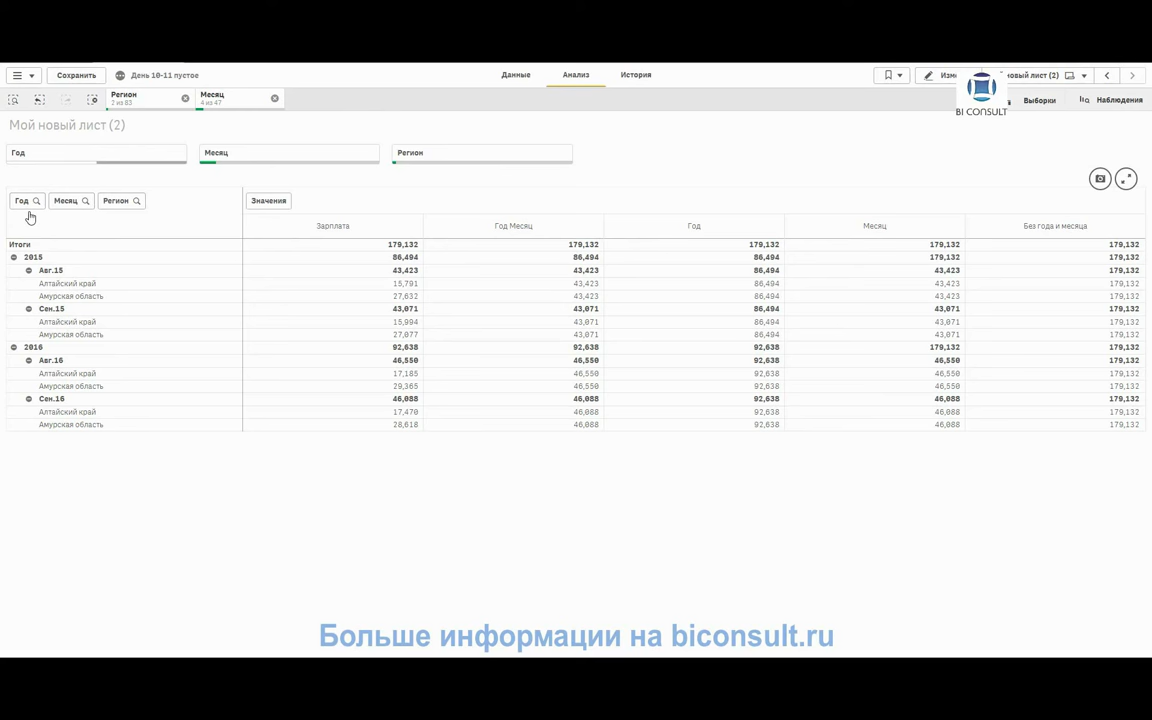 Сохранить День 10-11 пустое Данные Анализ История новый лист (2)
Регион Месяц
2 из 83 4 из 47
Выборки Наблюдения
BI CONSULT
Мой новый лист (2)
Год Месяц Регион
Год Месяц Регион Значения
Зарплата Год Месяц Год Месяц Без года и месяца
Итоги 179,132 179,132 179,132 179,132 179,132
2015 86,494 86,494 86,494 179,132 179,132
Авг.15 43,423 43,423 86,494 43,423 179,132
Алтайский край 15,791 43,423 86,494 43,423 179,132
Амурская область 27,632 43,423 86,494 43,423 179,132
Сен.15 43,071 43,071 86,494 43,071 179,132
Алтайский край 15,994 43,071 86,494 43,071 179,132
Амурская область 27,077 43,071 86,494 43,071 179,132
2016 92,638 92,638 92,638 179,132 179,132
Авг.16 46,550 46,550 92,638 46,550 179,132
Алтайский край 17,185 46,550 92,638 46,550 179,132
Амурская область 29,365 46,550 92,638 46,550 179,132
Сен.16 46,088 46,088 92,638 46,088 179,132
Алтайский край 17,470 46,088 92,638 46,088 179,132
Амурская область 28,618 46,088 92,638 46,088 179,132
Больше информации на biconsult.ru